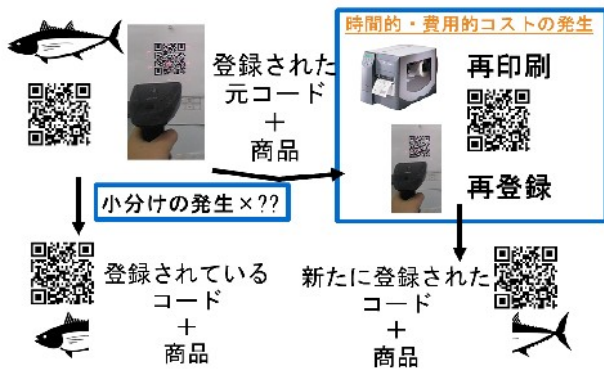 時間的・費用的コストの発生
登録された
元コード
+
商品
再印刷
再登録
小分けの発生×??
登録されている
コード
+
商品
新たに登録された
コード
+
商品